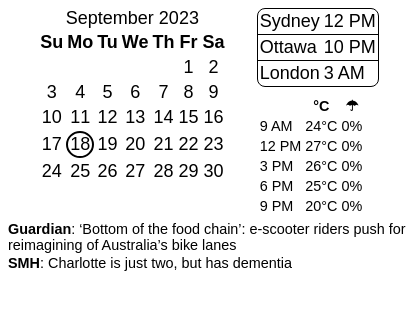 September 2023
Su Mo Tu We Th Fr Sa
1 2
3 4 5 6 7 8 9
10 11 12 13 14 15 16
17 18 19 20 21 22 23
24 25 26 27 28 29 30
Sydney 12 PM
Ottawa 10 PM
London 3 AM
°C ☂
9 AM 24°C 0%
12 PM 27°C 0%
3 PM 26°C 0%
6 PM 25°C 0%
9 PM 20°C 0%
Guardian: ‘Bottom of the food chain’: e-scooter riders push for
reimagining of Australia’s bike lanes
SMH: Charlotte is just two, but has dementia